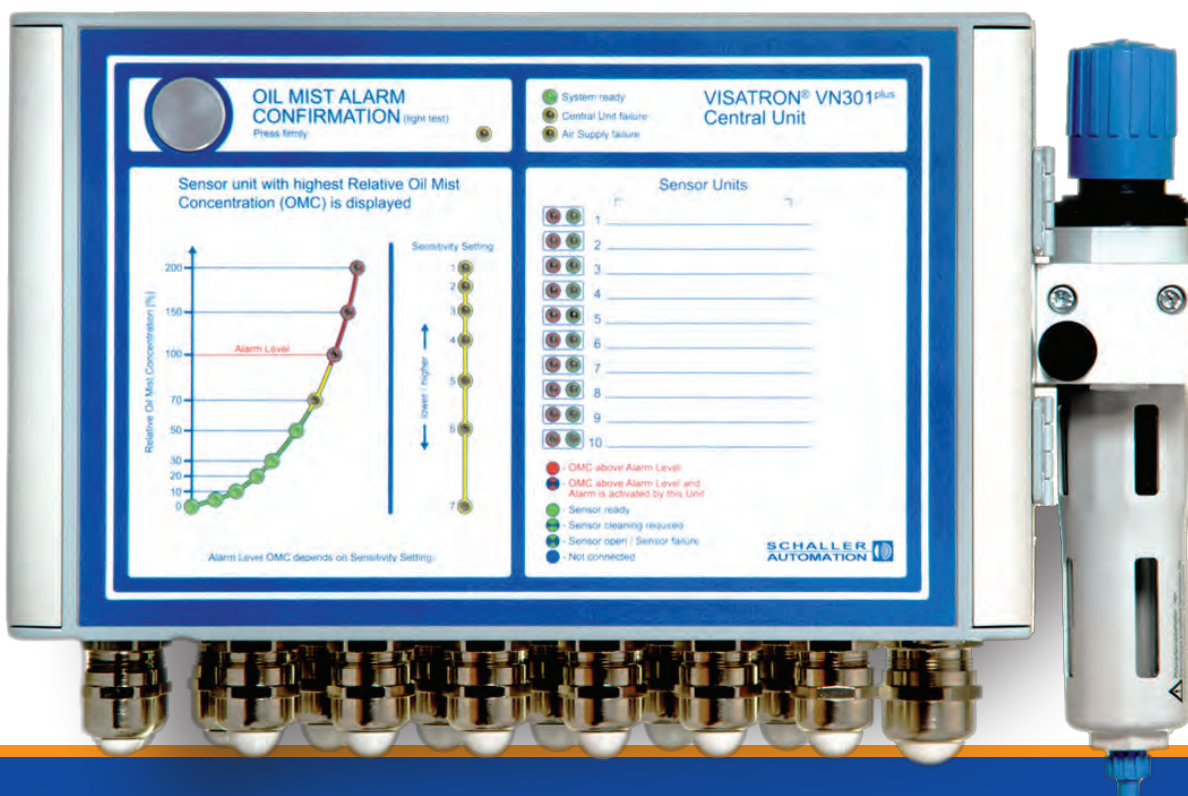 OIL MIST ALARM
CONFIRMATION (light test)
Press firmly
System ready
Central Unit failure
Air Supply failure
VISATRON® VN301plus
Central Unit
Sensor unit with highest Relative Oil Mist
Concentration (OMC) is displayed
Relative Oil Mist Concentration [%]
200
150
100
70
50
30
20
10
0
Alarm Level
Sensitivity Setting
1
2
3
4
5
6
7
lower / higher
Alarm Level OMC depends on Sensitivity Setting.
Sensor Units
1
2
3
4
5
6
7
8
9
10
- OMC above Alarm Level
- OMC above Alarm Level and
Alarm is activated by this Unit
- Sensor ready
- Sensor cleaning required
- Sensor open / Sensor failure
- Not connected
SCHALLER
AUTOMATION